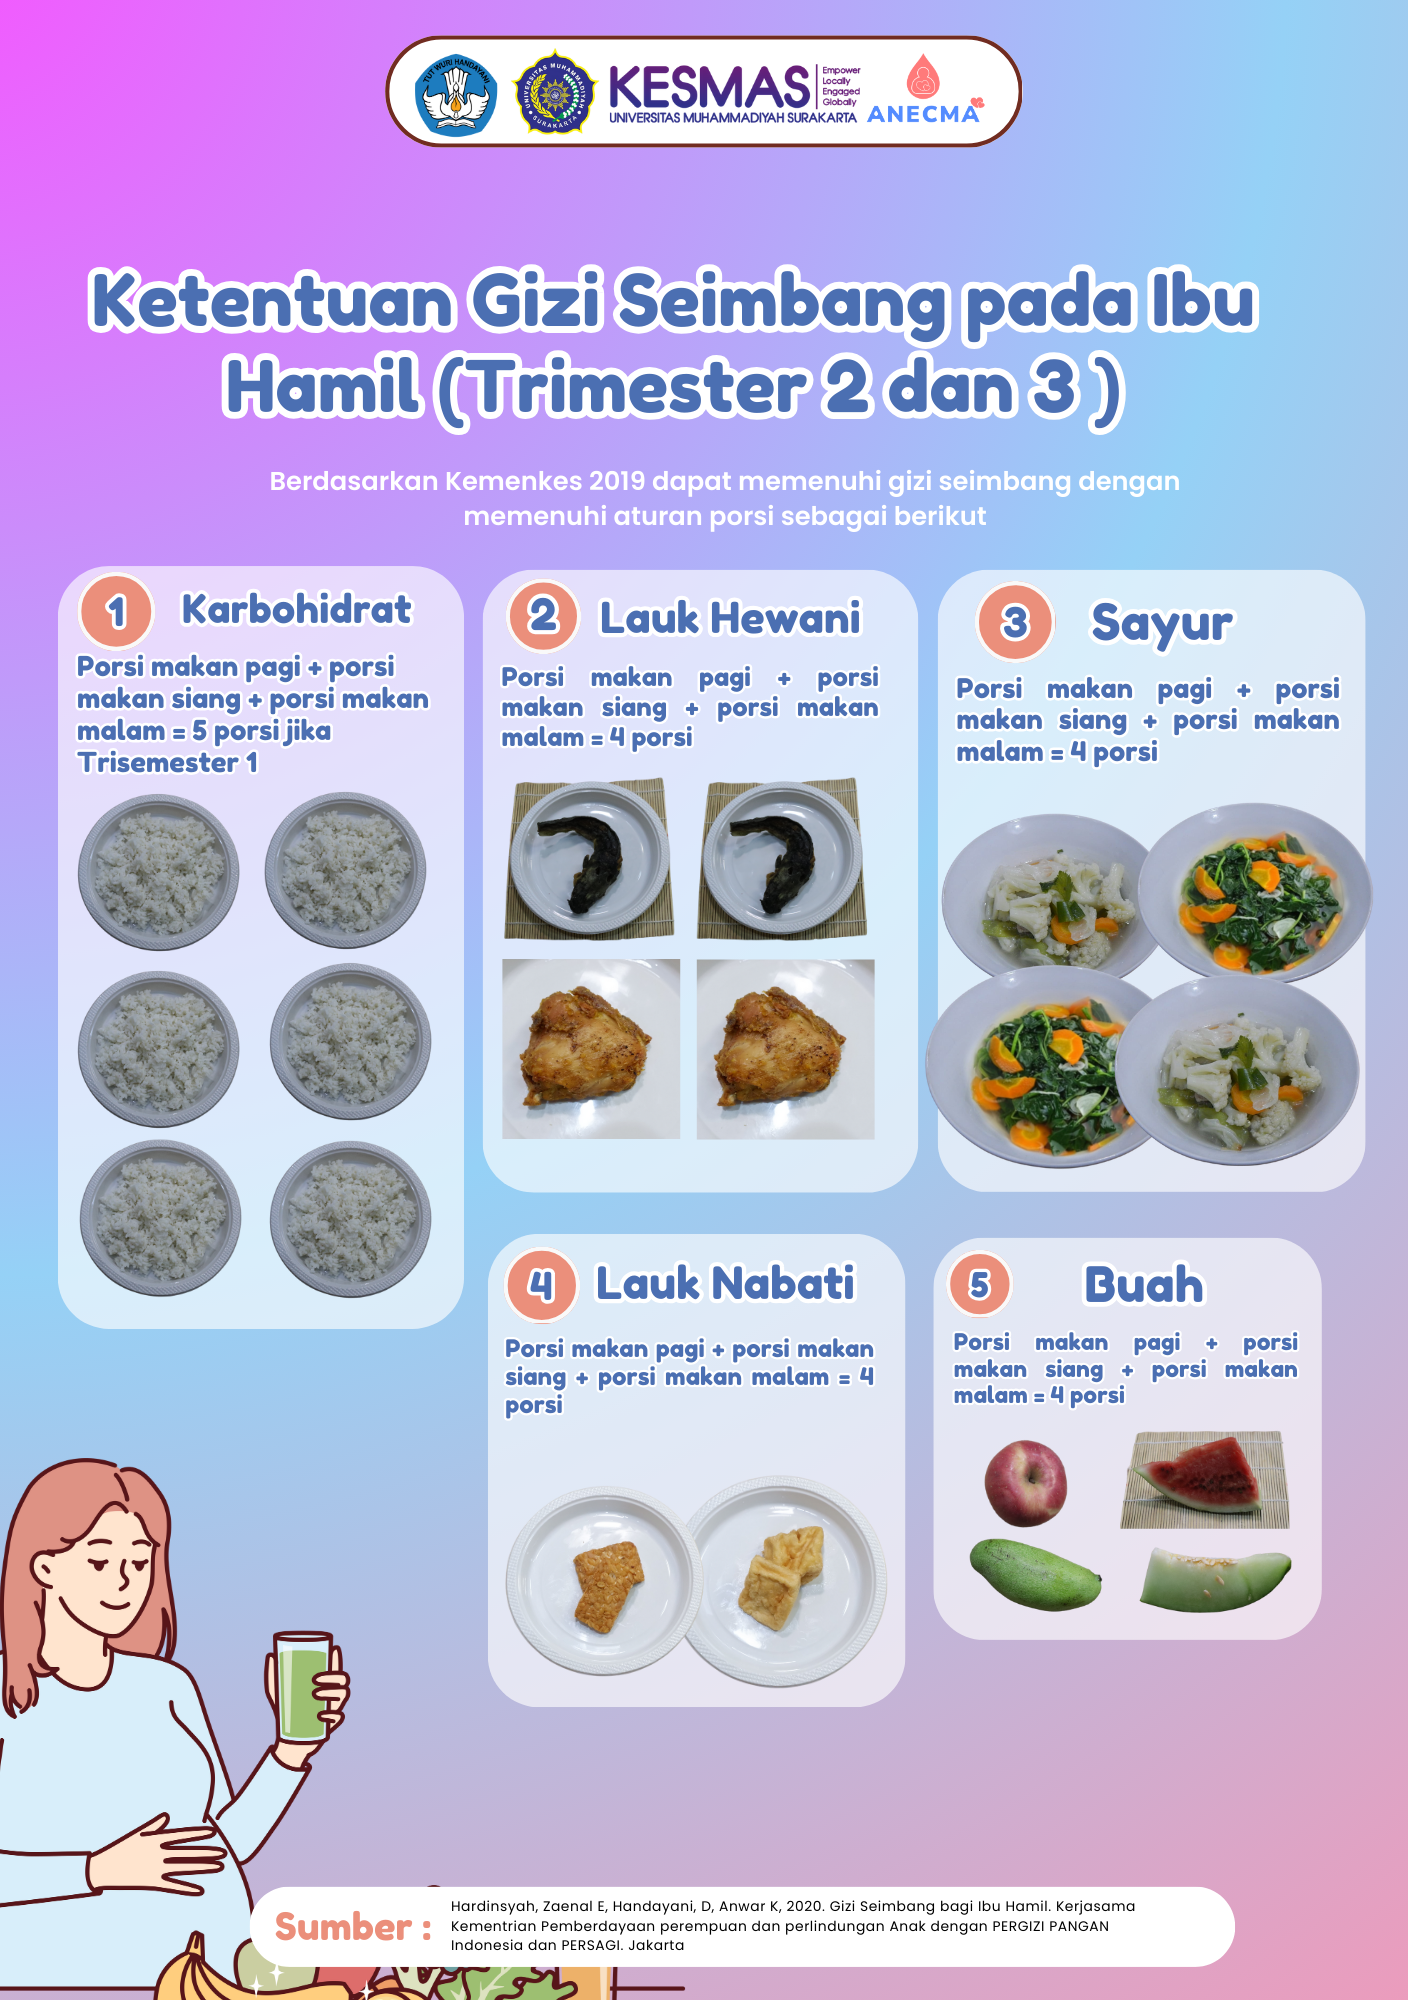 TUT WURI HANDAYANI
UNIVERSITAS MUHAMMADIYAH
SURAKARTA
KESMAS
UNIVERSITAS MUHAMMADIYAH SURAKARTA
Empower
Locally
Engaged
Globally
ANECMA
Ketentuan Gizi Seimbang pada Ibu
Hamil (Trimester 2 dan 3 )
Berdasarkan Kemenkes 2019 dapat memenuhi gizi seimbang dengan
memenuhi aturan porsi sebagai berikut
1
Karbohidrat
Porsi makan pagi + porsi
makan siang + porsi makan
malam = 5 porsi jika
Trisemester 1
2
Lauk Hewani
Porsi makan pagi + porsi
makan siang + porsi makan
malam = 4 porsi
3
Sayur
Porsi makan pagi + porsi
makan siang + porsi makan
malam = 4 porsi
4
Lauk Nabati
Porsi makan pagi + porsi makan
siang + porsi makan malam = 4
porsi
5
Buah
Porsi makan pagi + porsi
makan siang + porsi makan
malam = 4 porsi
Sumber :
Hardinsyah, Zaenal E, Handayani, D, Anwar K, 2020. Gizi Seimbang bagi Ibu Hamil. Kerjasama
Kementrian Pemberdayaan perempuan dan perlindungan Anak dengan PERGIZI PANGAN
Indonesia dan PERSAGI. Jakarta